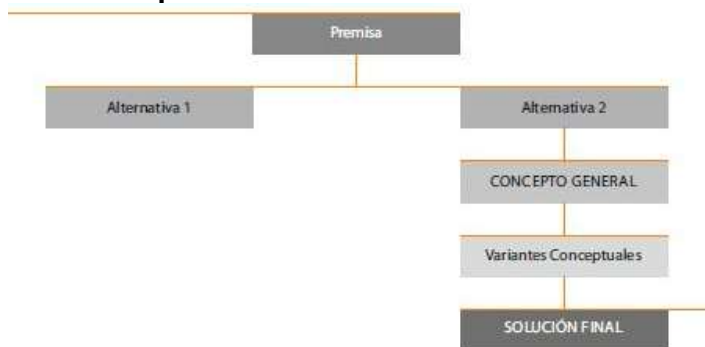 Premisa
Alternativa 1
Alternativa 2
CONCEPTO GENERAL
Variantes Conceptuales
SOLUCIÓN FINAL